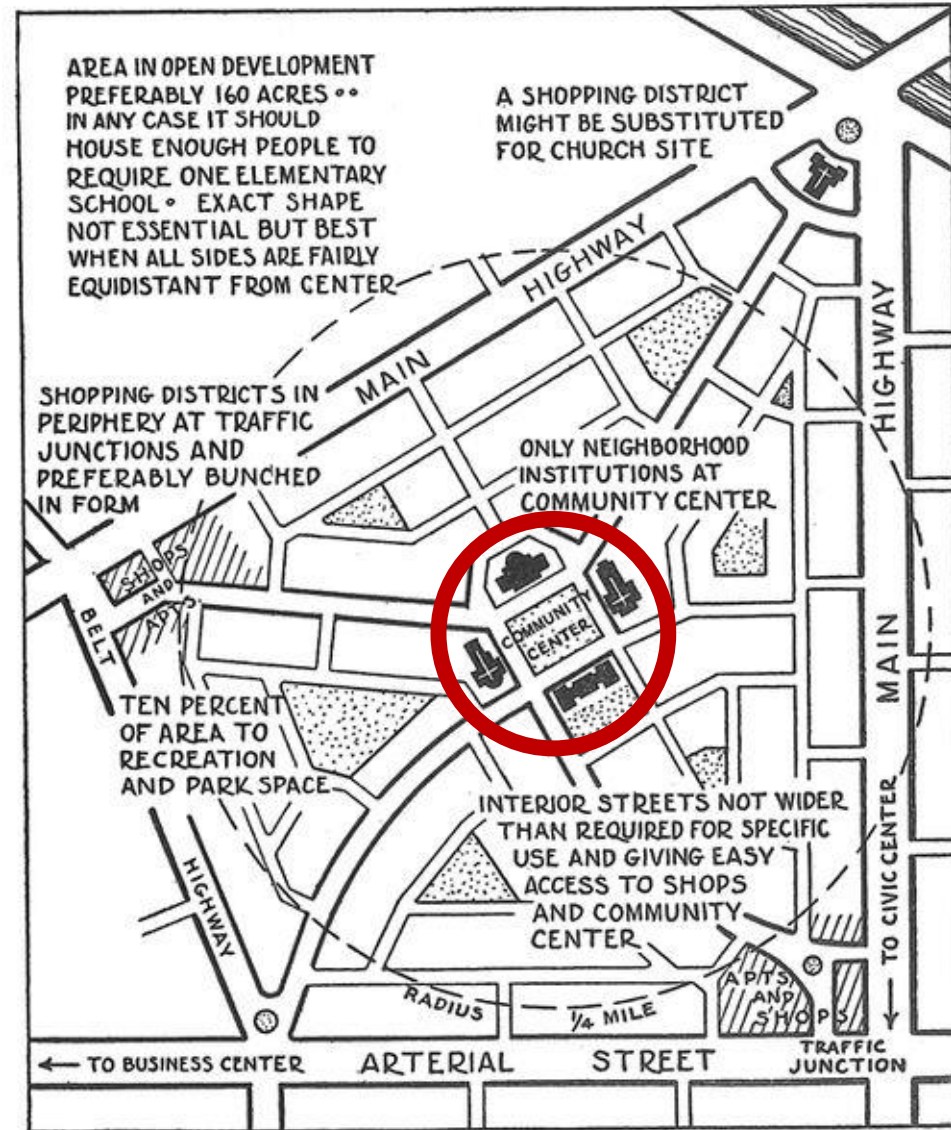 AREA IN OPEN DEVELOPMENT
PREFERABLY 160 ACRES ••
IN ANY CASE IT SHOULD
HOUSE ENOUGH PEOPLE TO
REQUIRE ONE ELEMENTARY
SCHOOL • EXACT SHAPE
NOT ESSENTIAL BUT BEST
WHEN ALL SIDES ARE FAIRLY
EQUIDISTANT FROM CENTER
A SHOPPING DISTRICT
MIGHT BE SUBSTITUTED
FOR CHURCH SITE
MAIN HIGHWAY
SHOPPING DISTRICTS IN
PERIPHERY AT TRAFFIC
JUNCTIONS AND
PREFERABLY BUNCHED
IN FORM
ONLY NEIGHBORHOOD
INSTITUTIONS AT
COMMUNITY CENTER
HIGHWAY
MAIN
SHOPS
AND
APTS.
BELT
HIGHWAY
COMMUNITY
CENTER
TEN PERCENT
OF AREA TO
RECREATION
AND PARK SPACE
INTERIOR STREETS NOT WIDER
THAN REQUIRED FOR SPECIFIC
USE AND GIVING EASY
ACCESS TO SHOPS
AND COMMUNITY
CENTER
TO CIVIC CENTER
RADIUS 1/4 MILE
APTS
AND
SHOPS
← TO BUSINESS CENTER
ARTERIAL STREET
TRAFFIC
JUNCTION